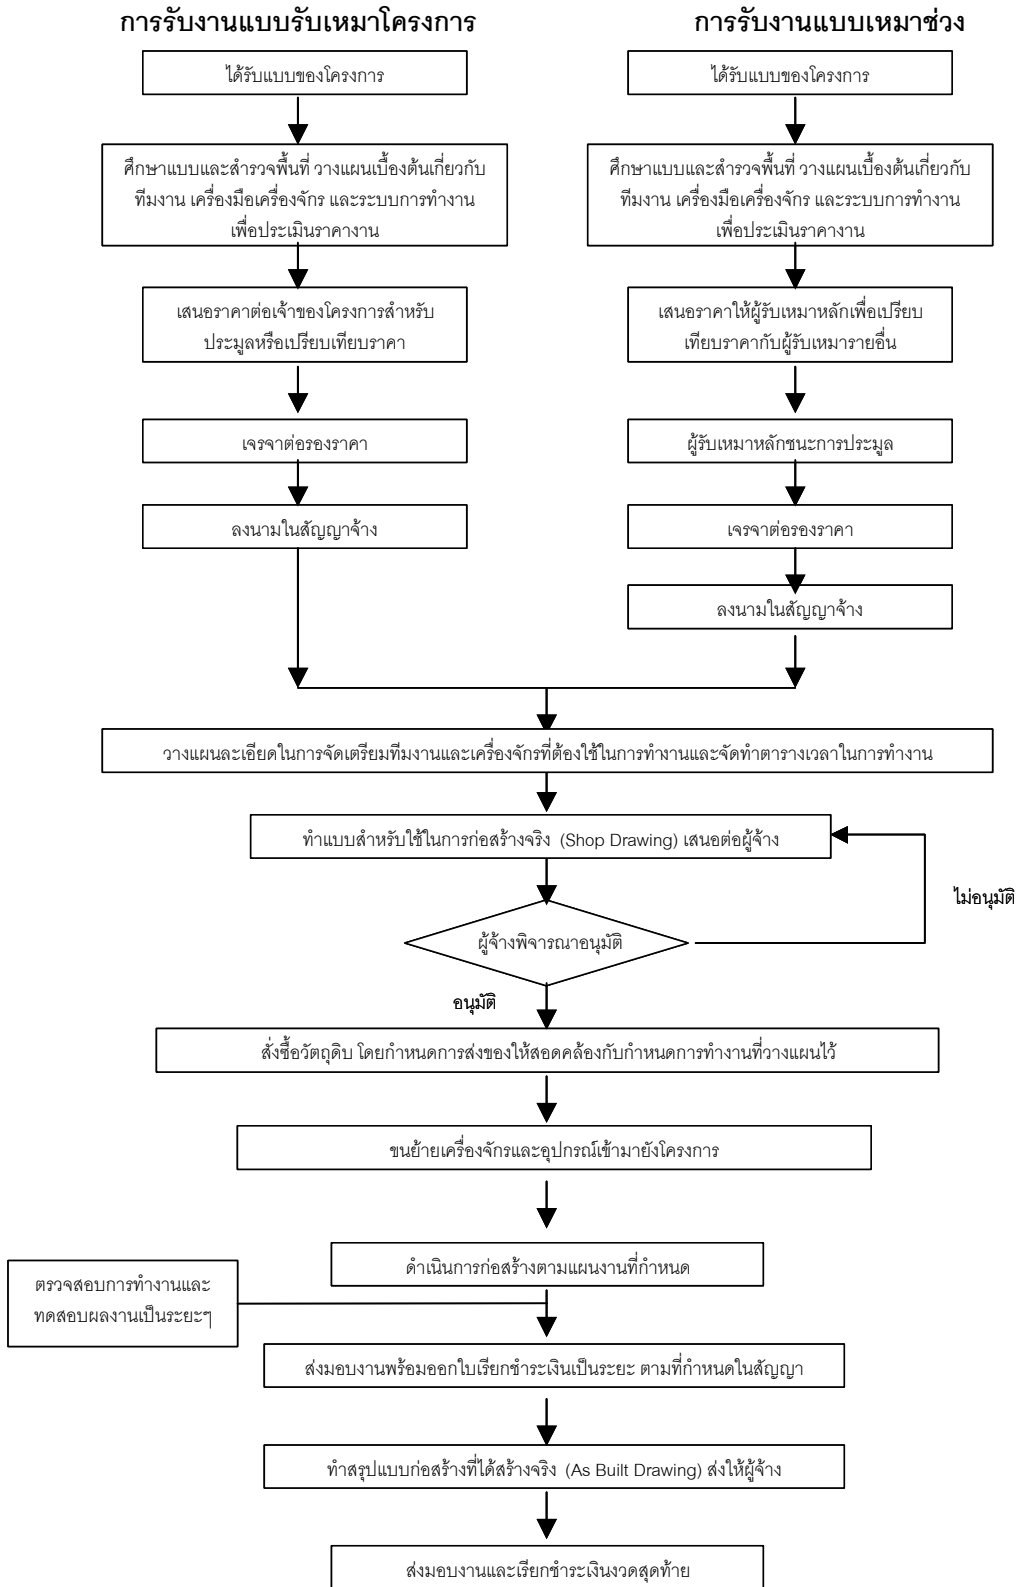 การรับงานแบบรับเหมาโครงการ
ได้รับแบบของโครงการ
ศึกษาแบบและสำรวจพื้นที่ วางแผนเบื้องต้นเกี่ยวกับ
ทีมงาน เครื่องมือเครื่องจักร และระบบการทำงาน
เพื่อประเมินราคางาน
เสนอราคาต่อเจ้าของโครงการสำหรับ
ประมูลหรือเปรียบเทียบราคา
เจรจาต่อรองราคา
ลงนามในสัญญาจ้าง
การรับงานแบบเหมาช่วง
ได้รับแบบของโครงการ
ศึกษาแบบและสำรวจพื้นที่ วางแผนเบื้องต้นเกี่ยวกับ
ทีมงาน เครื่องมือเครื่องจักร และระบบการทำงาน
เพื่อประเมินราคางาน
เสนอราคาให้ผู้รับเหมาหลักเพื่อเปรียบ
เทียบราคากับผู้รับเหมารายอื่น
ผู้รับเหมาหลักชนะการประมูล
เจรจาต่อรองราคา
ลงนามในสัญญาจ้าง
วางแผนละเอียดในการจัดเตรียมทีมงานและเครื่องจักรที่ต้องใช้ในการทำงานและจัดทำตารางเวลาในการทำงาน
ทำแบบสำหรับใช้ในการก่อสร้างจริง (Shop Drawing) เสนอต่อผู้จ้าง
ไม่อนุมัติ
ผู้จ้างพิจารณาอนุมัติ
อนุมัติ
สั่งซื้อวัตถุดิบ โดยกำหนดการส่งของให้สอดคล้องกับกำหนดการทำงานที่วางแผนไว้
ขนย้ายเครื่องจักรและอุปกรณ์เข้ามายังโครงการ
ดำเนินการก่อสร้างตามแผนงานที่กำหนด
ตรวจสอบการทำงานและ
ทดสอบผลงานเป็นระยะๆ
ส่งมอบงานพร้อมออกใบเรียกชำระเงินเป็นระยะ ตามที่กำหนดในสัญญา
ทำสรุปแบบก่อสร้างที่ได้สร้างจริง (As Built Drawing) ส่งให้ผู้จ้าง
ส่งมอบงานและเรียกชำระเงินงวดสุดท้าย